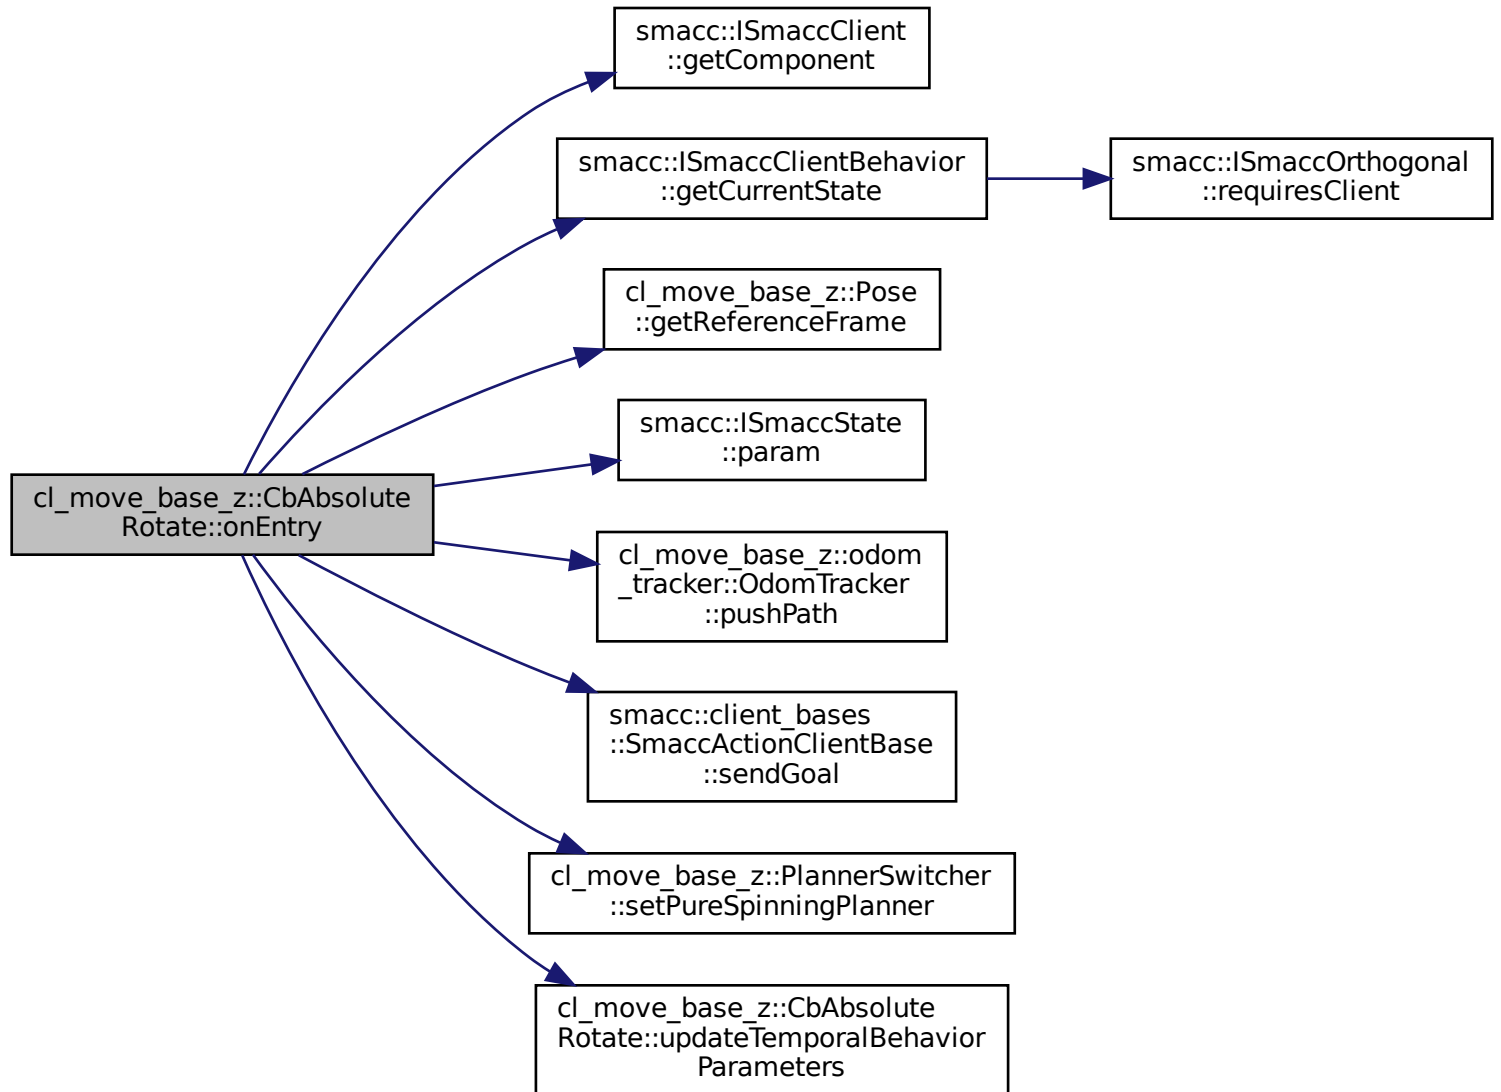 smacc::ISmaccClient
::getComponent
smacc::ISmaccClientBehavior
::getCurrentState
smacc::ISmaccOrthogonal
::requiresClient
cl_move_base_z::Pose
::getReferenceFrame
smacc::ISmaccState
::param
cl_move_base_z::CbAbsolute
Rotate::onEntry
cl_move_base_z::odom
_tracker::OdomTracker
::pushPath
smacc::client_bases
::SmaccActionClientBase
::sendGoal
cl_move_base_z::PlannerSwitcher
::setPureSpinningPlanner
cl_move_base_z::CbAbsolute
Rotate::updateTemporalBehavior
Parameters